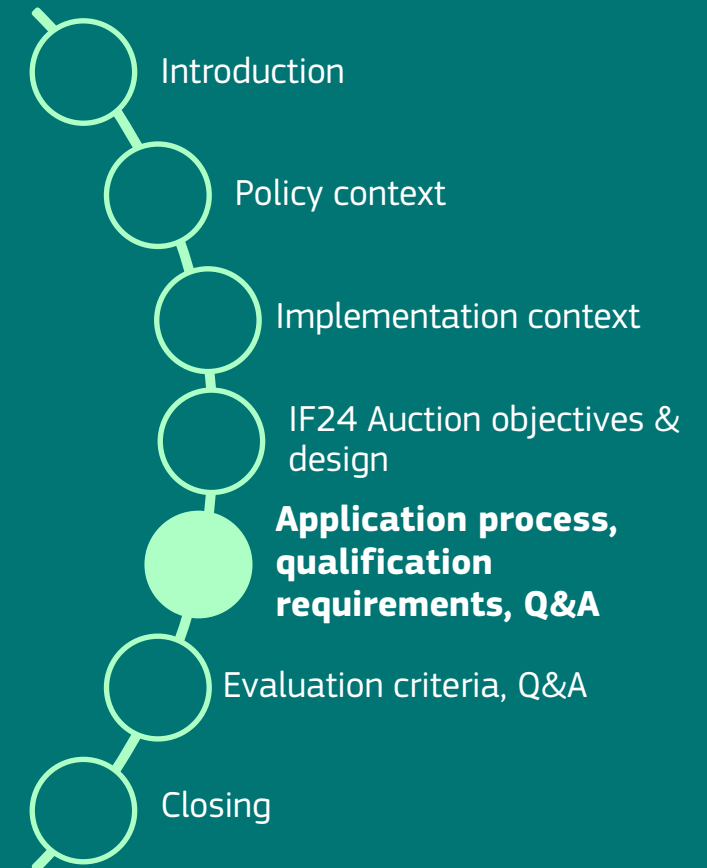 Introduction
Policy context
Implementation context
IF24 Auction objectives &
design
Application process,
qualification
requirements, Q&A
Evaluation criteria, Q&A
Closing